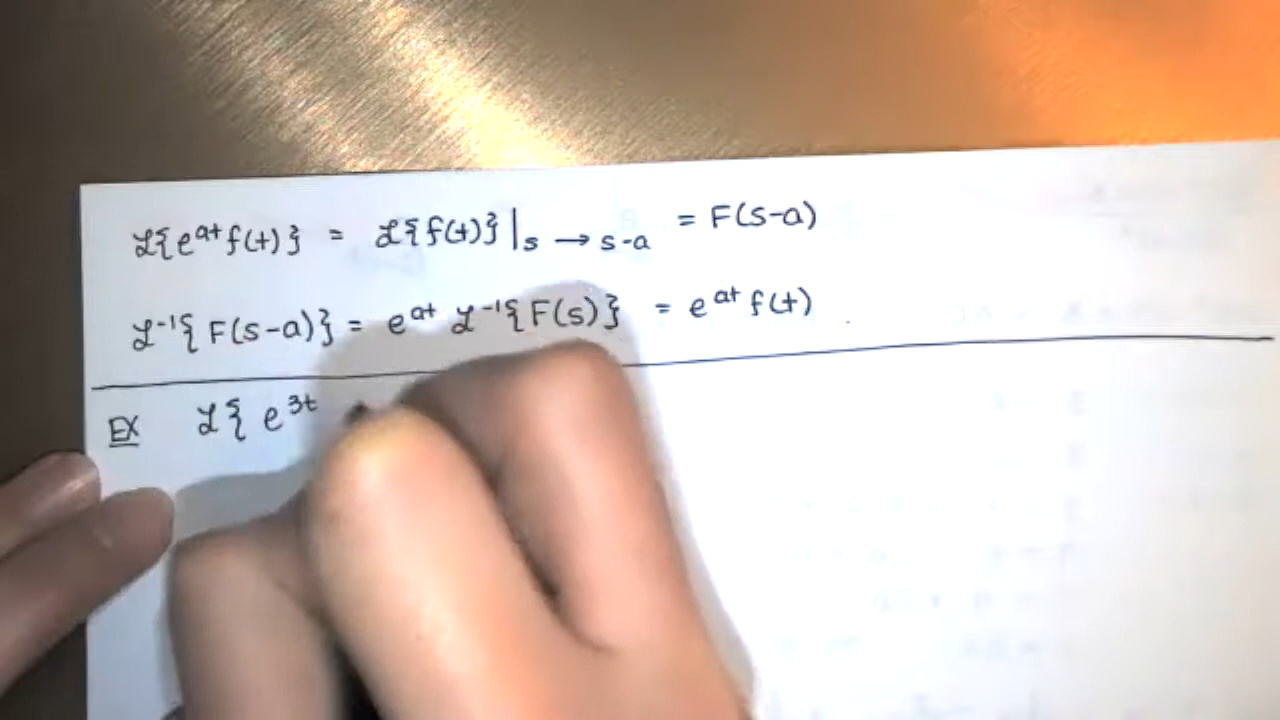 ℒ{e^{at}f(t)} = ℒ{f(t)}|_{s → s-a} = F(s-a)
ℒ^{-1}{F(s-a)} = e^{at} ℒ^{-1}{F(s)} = e^{at} f(t)
EX ℒ{ e^{3t}